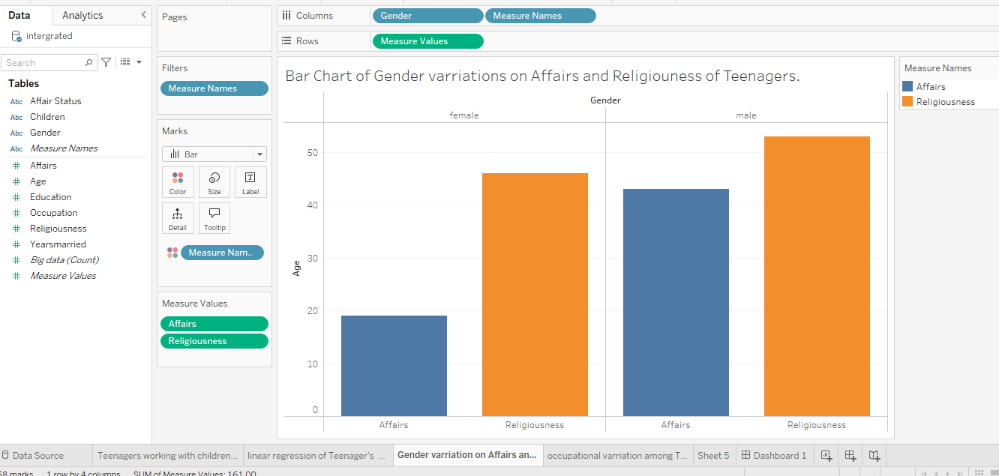 Data
Analytics
intergrated
Search
Tables
Abc Affair Status
Abc Children
Abc Gender
Abc Measure Names
# Affairs
# Age
# Education
# Occupation
# Religiousness
# Yearsmarried
# Big data (Count)
# Measure Values
Pages
Filters
Measure Names
Marks
Bar
Color Size Label
Detail Tooltip
Measure Nam..
Measure Values
Affairs
Religiousness
Columns Gender Measure Names
Rows Measure Values
Bar Chart of Gender varriations on Affairs and Religiouness of Teenagers.
Gender
female male
Age
50
40
30
20
10
0
Affairs Religiousness Affairs Religiousness
Measure Names
Affairs
Religiousness
Data Source Teenagers working with children... linear regression of Teenager's ... Gender varriation on Affairs an... occupational varriation among T... Sheet 5 Dashboard 1
marks 1 row by 4 columns SUM of Measure Values: 161.00